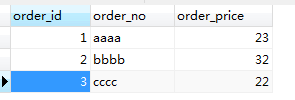 order_id order_no order_price
1 aaaa 23
2 bbbb 32
3 cccc 22